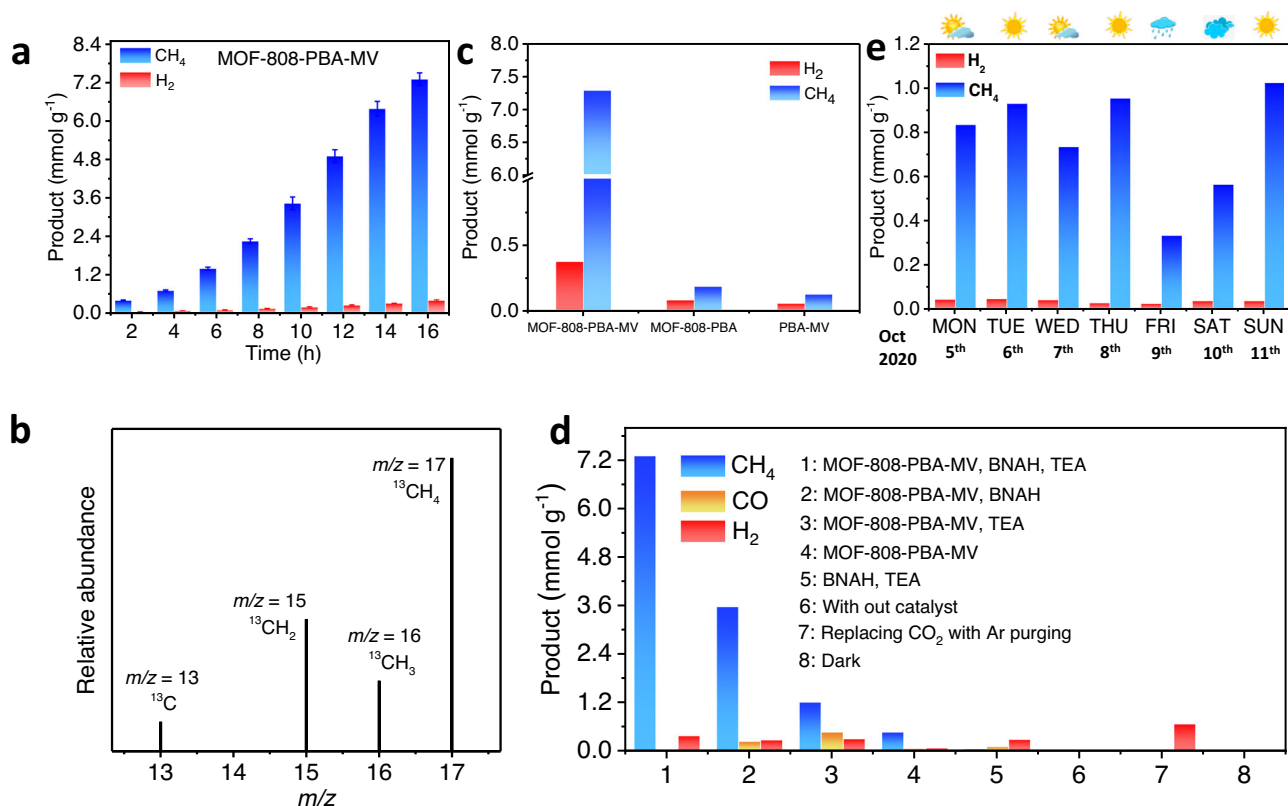 a
8.4
7.2
6.0
4.8
3.6
2.4
1.2
0.0
Product (mmol g⁻¹)
CH₄
H₂
MOF-808-PBA-MV
2 4 6 8 10 12 14 16
Time (h)
b
Relative abundance
m/z = 13
¹³C
m/z = 15
¹³CH₂
m/z = 16
¹³CH₃
m/z = 17
¹³CH₄
13 14 15 16 17
m/z
c
8.0
7.5
7.0
6.5
6.0
0.5
0.0
Product (mmol g⁻¹)
H₂
CH₄
MOF-808-PBA-MV MOF-808-PBA PBA-MV
d
7.2
6.0
4.8
3.6
2.4
1.2
0.0
Product (mmol g⁻¹)
CH₄
CO
H₂
1: MOF-808-PBA-MV, BNAH, TEA
2: MOF-808-PBA-MV, BNAH
3: MOF-808-PBA-MV, TEA
4: MOF-808-PBA-MV
5: BNAH, TEA
6: With out catalyst
7: Replacing CO₂ with Ar purging
8: Dark
1 2 3 4 5 6 7 8
e
1.2
1.0
0.8
0.6
0.4
0.2
0.0
Product (mmol g⁻¹)
H₂
CH₄
MON TUE WED THU FRI SAT SUN
Oct
2020
5ᵗʰ 6ᵗʰ 7ᵗʰ 8ᵗʰ 9ᵗʰ 10ᵗʰ 11ᵗʰ